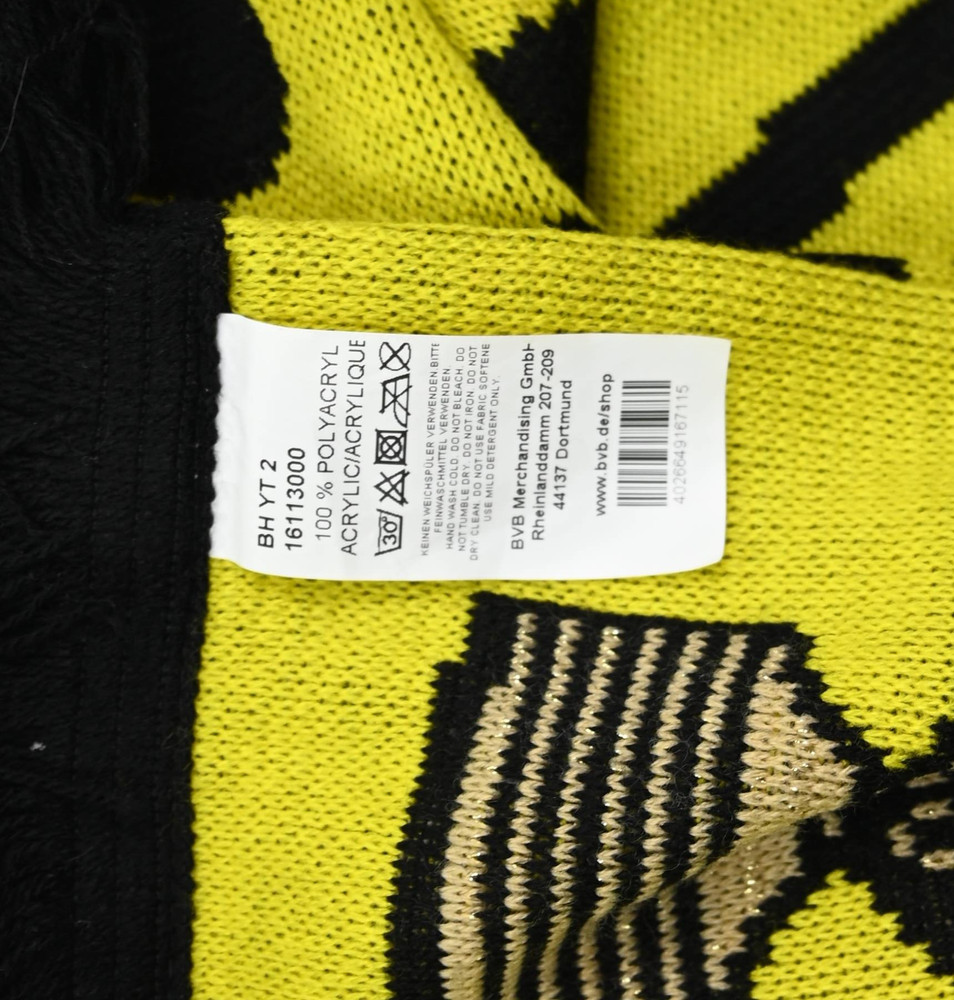 BH YT 2
16113000
100 % POLYACRYL
ACRYLIC/ACRYLIQUE
30°
KEINEN WEICHSPÜLER VERWENDEN.BITTE
FEINWASCHMITTEL VERWENDEN.
HAND WASH COLD. DO NOT BLEACH. DO
NOT TUMBLE DRY. DO NOT IRON. DO NOT
DRY CLEAN. DO NOT USE FABRIC SOFTENE
USE MILD DETERGENT ONLY.
BVB Merchandising GmbH
Rheinlanddamm 207-209
44137 Dortmund
www.bvb.de/shop
4026649167115